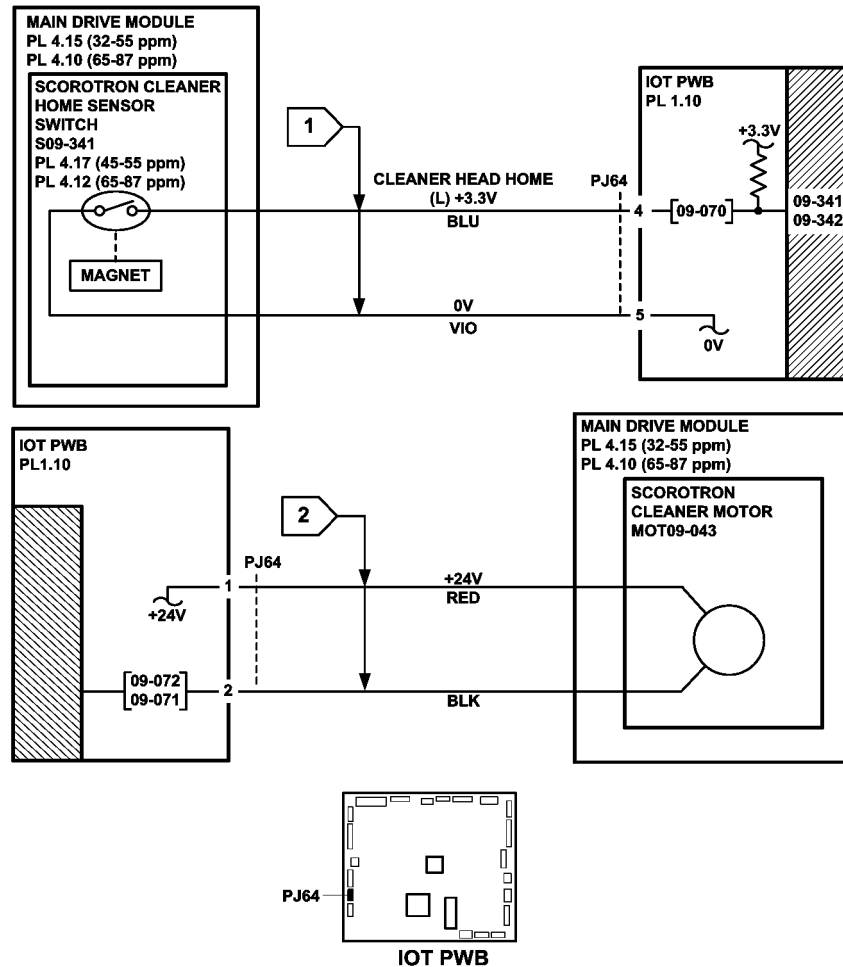 MAIN DRIVE MODULE
PL 4.15 (32-55 ppm)
PL 4.10 (65-87 ppm)
SCOROTRON CLEANER
HOME SENSOR
SWITCH
S09-341
PL 4.17 (45-55 ppm)
PL 4.12 (65-87 ppm)
MAGNET
1
CLEANER HEAD HOME
(L) +3.3V
BLU
0V
VIO
PJ64
4
5
IOT PWB
PL 1.10
+3.3V
[09-070]
09-341
09-342
0V
IOT PWB
PL1.10
+24V
09-072
09-071
PJ64
1
2
2
+24V
RED
BLK
MAIN DRIVE MODULE
PL 4.15 (32-55 ppm)
PL 4.10 (65-87 ppm)
SCOROTRON
CLEANER MOTOR
MOT09-043
PJ64
IOT PWB